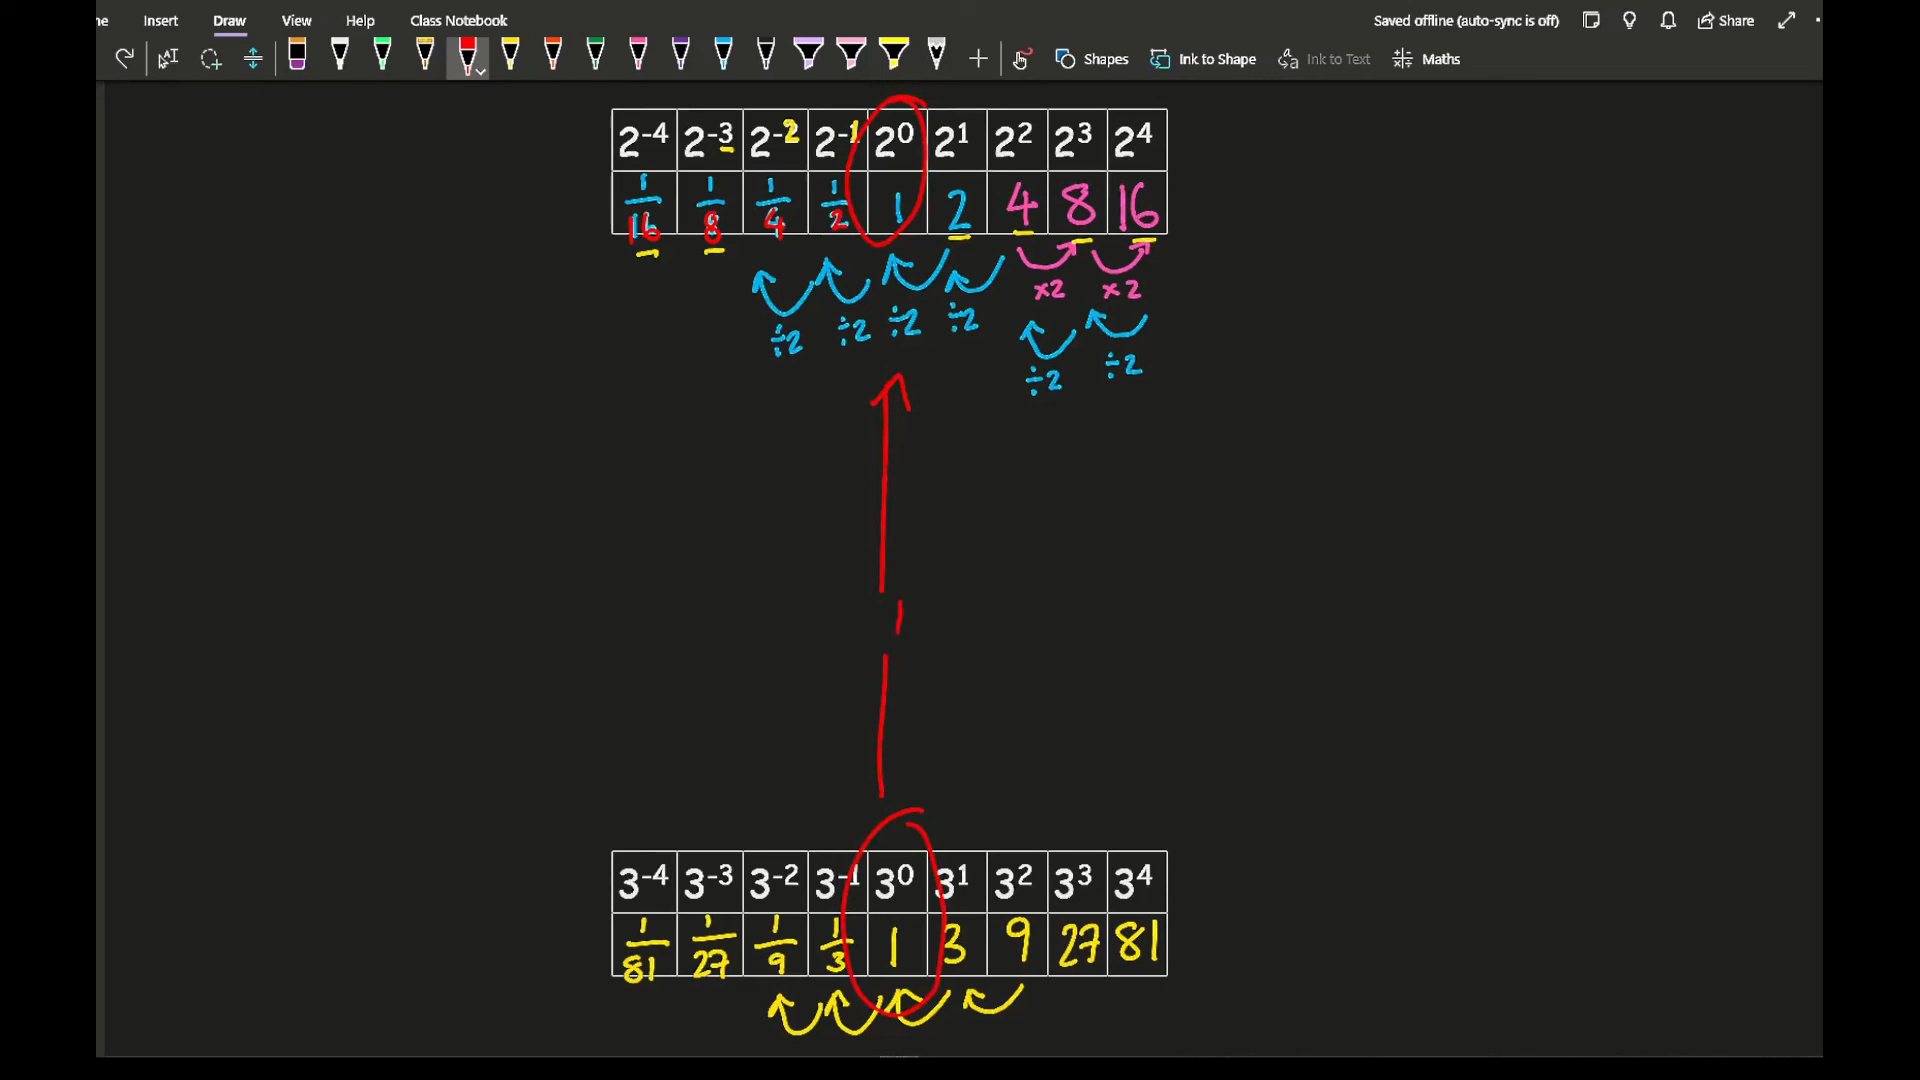 Insert Draw View Help Class Notebook Saved offline (auto-sync is off) Share
Shapes Ink to Shape Ink to Text Maths
2⁻⁴ 2⁻³ 2⁻² 2⁻¹ 2⁰ 2¹ 2² 2³ 2⁴
1/16 1/8 1/4 1/2 1 2 4 8 16
×2 ×2
÷2 ÷2 ÷2 ÷2
÷2 ÷2
3⁻⁴ 3⁻³ 3⁻² 3⁻¹ 3⁰ 3¹ 3² 3³ 3⁴
1/81 1/27 1/9 1/3 1 3 9 27 81